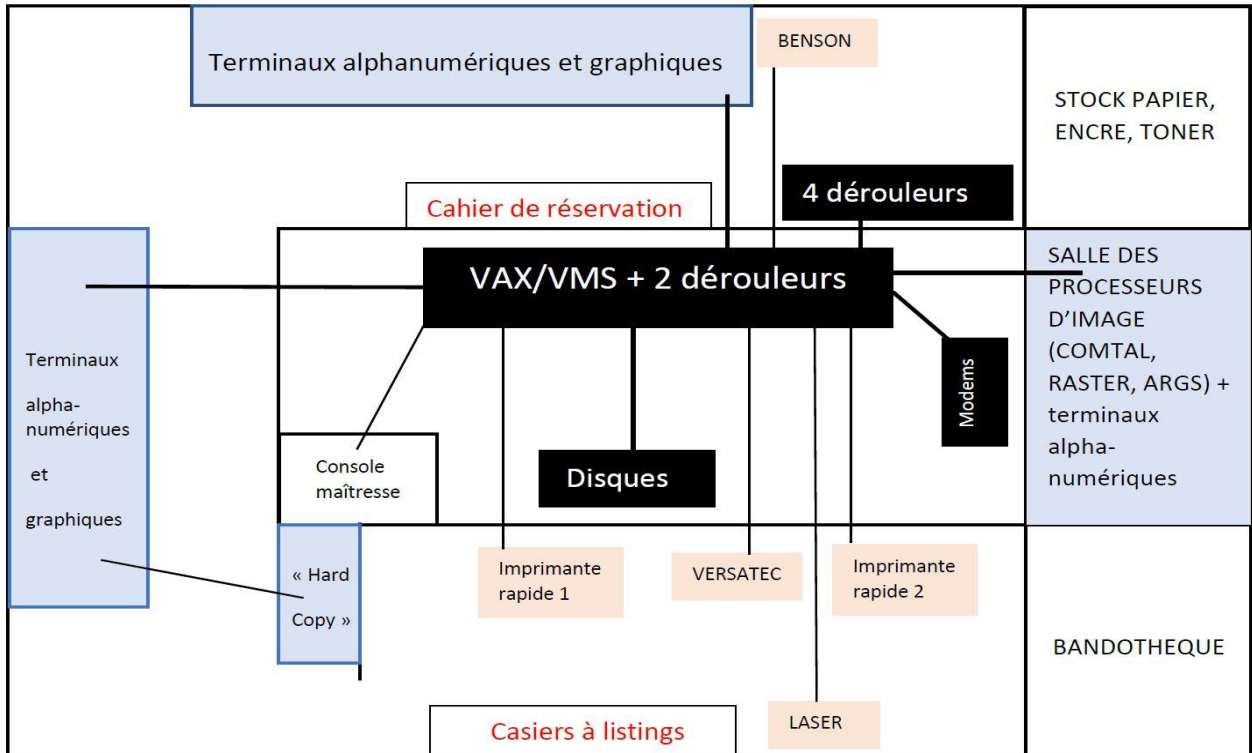 Terminaux alphanumériques et graphiques
BENSON
STOCK PAPIER,
ENCRE, TONER
4 dérouleurs
Cahier de réservation
VAX/VMS + 2 dérouleurs
SALLE DES
PROCESSEURS
D’IMAGE
(COMTAL,
RASTER, ARGS) +
terminaux
alpha-
numériques
Terminaux
alpha-
numériques
et
graphiques
Modems
Console
maîtresse
Disques
« Hard
Copy »
Imprimante
rapide 1
VERSATEC
Imprimante
rapide 2
BANDOTHEQUE
Casiers à listings
LASER